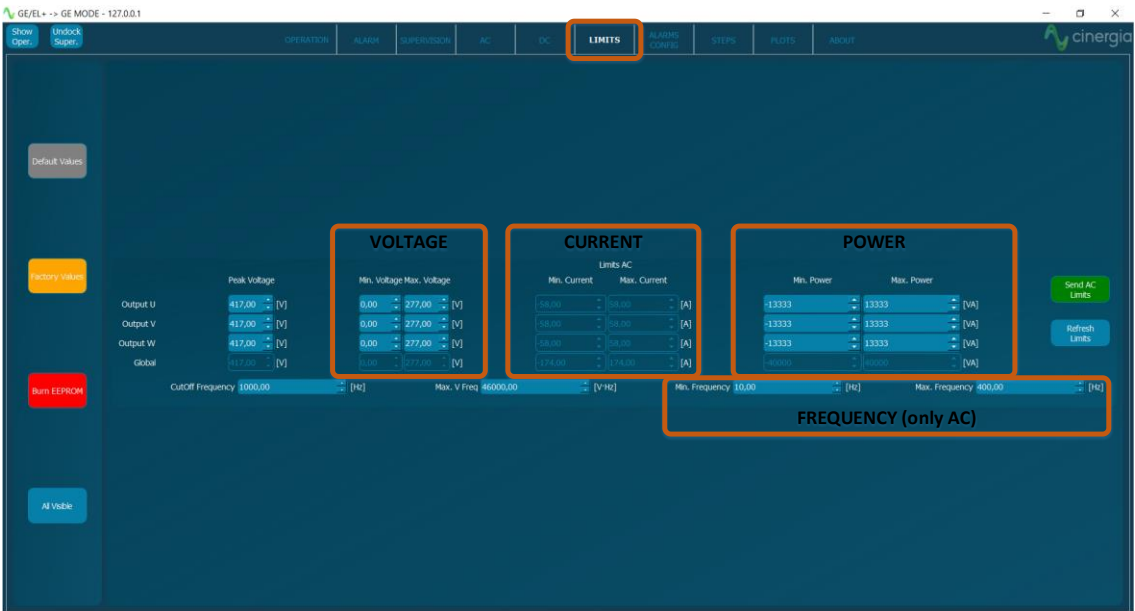 GE/EL+ -> GE MODE - 127.0.0.1
Show Oper. Undock Super. OPERATION ALARM SUPERVISION AC DC LIMITS ALARMS CONFIG STEPS PLOTS ABOUT cinergia
Default Values
VOLTAGE CURRENT POWER
Factory Values
Limits AC
Peak Voltage Min. Voltage Max. Voltage Min. Current Max. Current Min. Power Max. Power
Send AC Limits
Output U 417,00 [V] 0,00 277,00 [V] -58,00 58,00 [A] -13333 13333 [VA]
Output V 417,00 [V] 0,00 277,00 [V] -58,00 58,00 [A] -13333 13333 [VA]
Refresh Limits
Output W 417,00 [V] 0,00 277,00 [V] -58,00 58,00 [A] -13333 13333 [VA]
Global 417,00 [V] 0,00 277,00 [V] -174,00 174,00 [A] -40000 40000 [VA]
Burn EEPROM
CutOff Frequency 1000,00 [Hz] Max. V Freq 46000,00 [V·Hz] Min. Frequency 10,00 [Hz] Max. Frequency 400,00 [Hz]
FREQUENCY (only AC)
All Visible